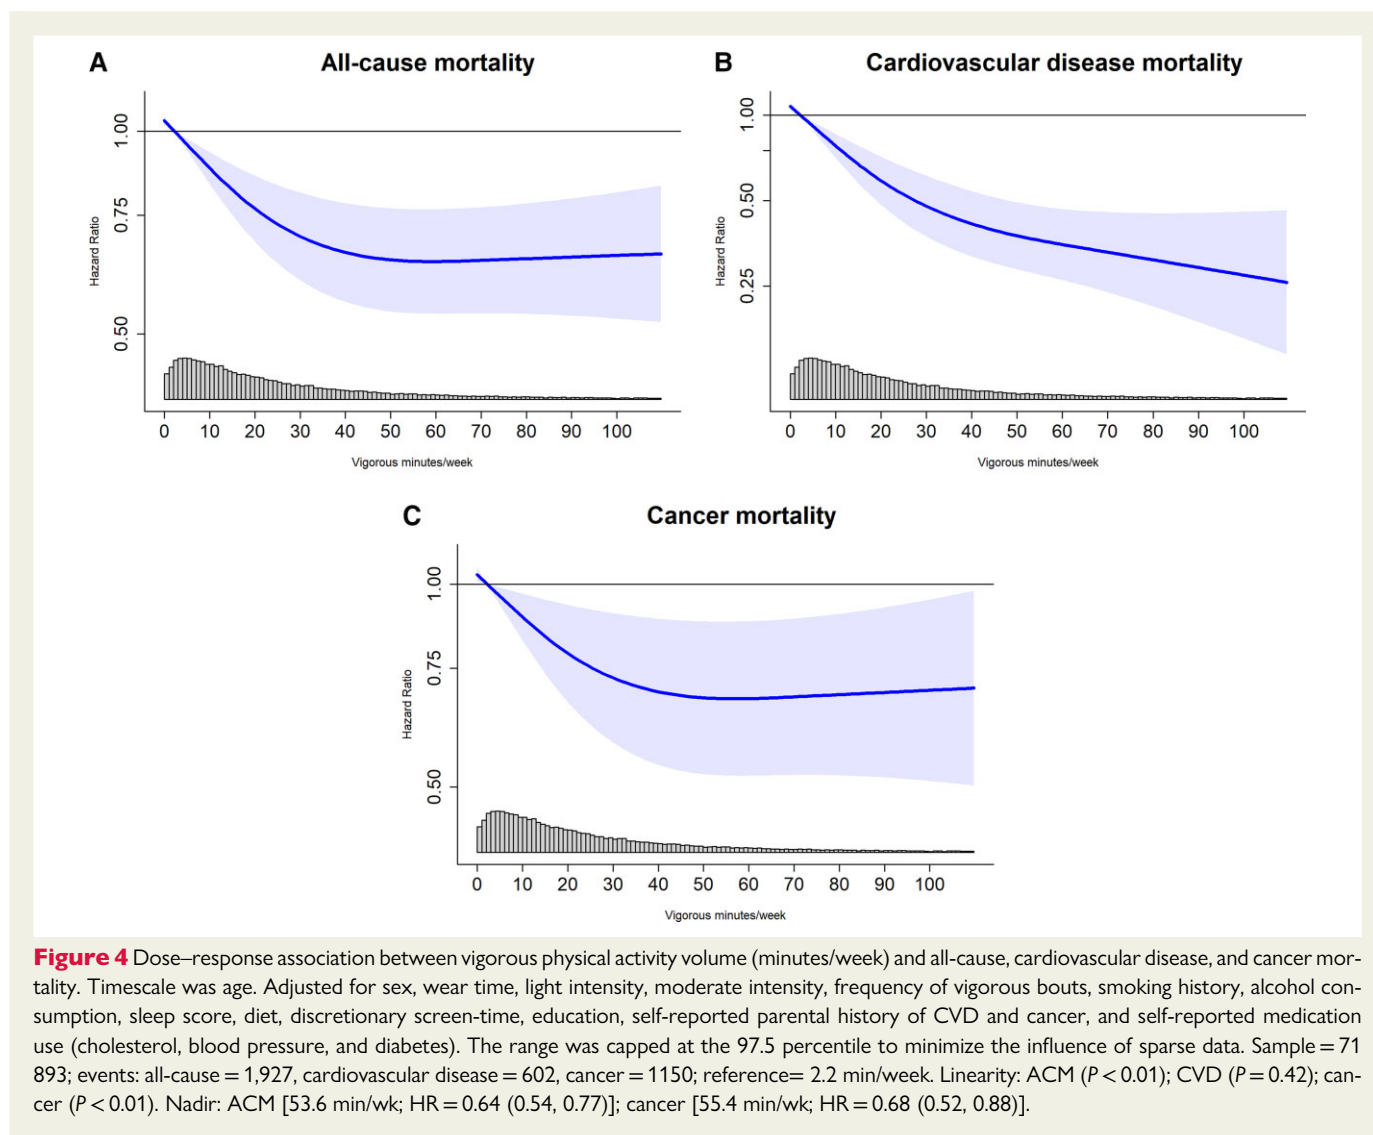 A
All-cause mortality
1.00
0.75
0.50
Hazard Ratio
0 10 20 30 40 50 60 70 80 90 100
Vigorous minutes/week
B
Cardiovascular disease mortality
1.00
0.50
0.25
Hazard Ratio
0 10 20 30 40 50 60 70 80 90 100
Vigorous minutes/week
C
Cancer mortality
1.00
0.75
0.50
Hazard Ratio
0 10 20 30 40 50 60 70 80 90 100
Vigorous minutes/week
Figure 4 Dose–response association between vigorous physical activity volume (minutes/week) and all-cause, cardiovascular disease, and cancer mor-
tality. Timescale was age. Adjusted for sex, wear time, light intensity, moderate intensity, frequency of vigorous bouts, smoking history, alcohol con-
sumption, sleep score, diet, discretionary screen-time, education, self-reported parental history of CVD and cancer, and self-reported medication
use (cholesterol, blood pressure, and diabetes). The range was capped at the 97.5 percentile to minimize the influence of sparse data. Sample = 71
893; events: all-cause = 1,927, cardiovascular disease = 602, cancer = 1150; reference= 2.2 min/week. Linearity: ACM (P < 0.01); CVD (P = 0.42); can-
cer (P < 0.01). Nadir: ACM [53.6 min/wk; HR = 0.64 (0.54, 0.77)]; cancer [55.4 min/wk; HR = 0.68 (0.52, 0.88)].